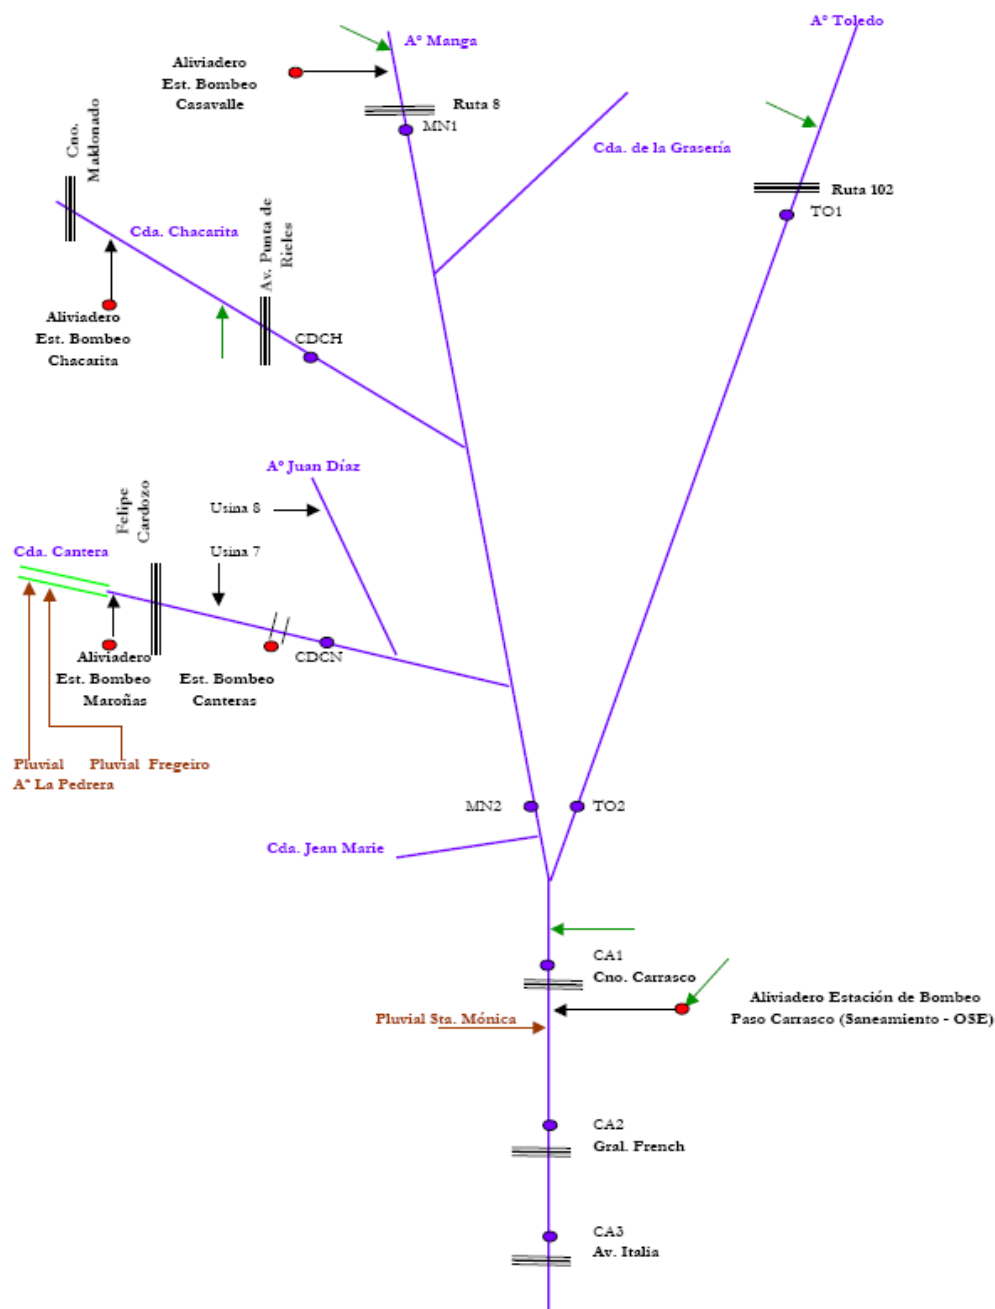 Aº Toledo
Aº Manga
Aliviadero
Est. Bombeo
Casavalle
Ruta 8
MN1
Cno.
Maldonado
Cda. de la Grasería
Ruta 102
TO1
Cda. Chacarita
Av. Punta de
Rieles
Aliviadero
Est. Bombeo
Chacarita
CDCH
Aº Juan Díaz
Usina 8
Felipe
Cardozo
Usina 7
Cda. Cantera
CDCN
Aliviadero
Est. Bombeo
Maroñas
Est. Bombeo
Canteras
Pluvial
Aº La Pedrera
Pluvial Fregeiro
MN2
TO2
Cda. Jean Marie
CA1
Cno. Carrasco
Aliviadero Estación de Bombeo
Paso Carrasco (Saneamiento - OSE)
Pluvial Sta. Mónica
CA2
Gral. French
CA3
Av. Italia